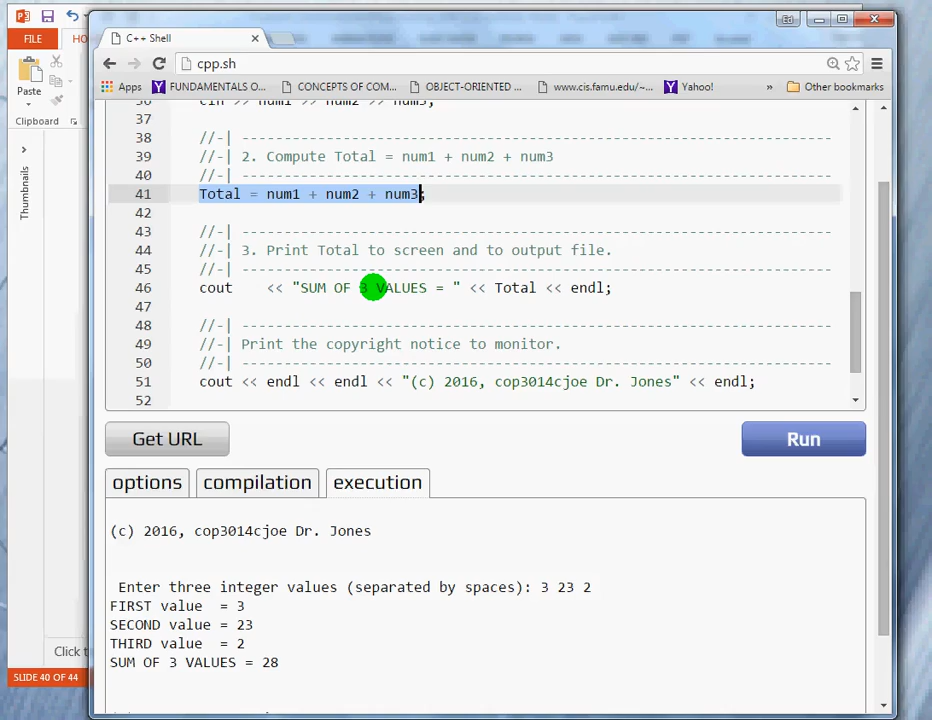 FILE
HO
Paste
Clipboard
Thumbnails
Click t
SLIDE 40 OF 44
C++ Shell
cpp.sh
Apps
FUNDAMENTALS O...
CONCEPTS OF COM...
OBJECT-ORIENTED ...
www.cis.famu.edu/~...
Yahoo!
»
Other bookmarks
36 cin >> num1 >> num2 >> num3;
37
38 //-| ----------------------------------------------------------------------
39 //-| 2. Compute Total = num1 + num2 + num3
40 //-| ----------------------------------------------------------------------
41 Total = num1 + num2 + num3;
42
43 //-| ----------------------------------------------------------------------
44 //-| 3. Print Total to screen and to output file.
45 //-| ----------------------------------------------------------------------
46 cout    << "SUM OF 3 VALUES = " << Total << endl;
47
48 //-| ----------------------------------------------------------------------
49 //-| Print the copyright notice to monitor.
50 //-| ----------------------------------------------------------------------
51 cout << endl << endl << "(c) 2016, cop3014cjoe Dr. Jones" << endl;
52
Get URL
Run
options
compilation
execution
(c) 2016, cop3014cjoe Dr. Jones
Enter three integer values (separated by spaces): 3 23 2
FIRST value  = 3
SECOND value = 23
THIRD value  = 2
SUM OF 3 VALUES = 28